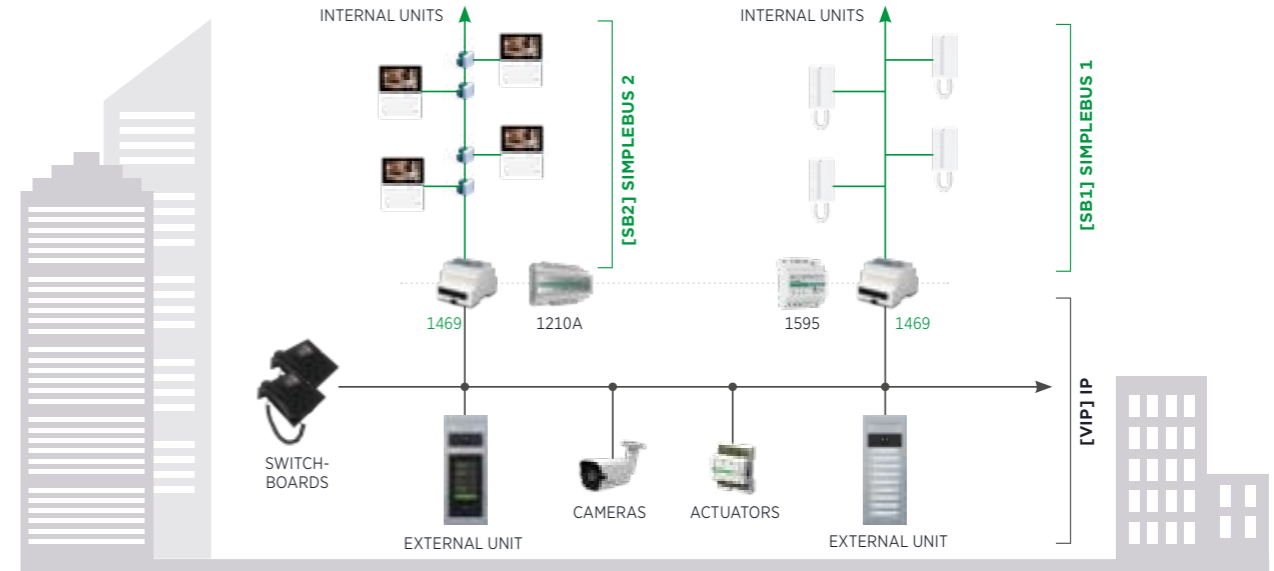 INTERNAL UNITS
INTERNAL UNITS
[SB2] SIMPLEBUS 2
[SB1] SIMPLEBUS 1
1469
1210A
1595
1469
[VIP] IP
SWITCH-
BOARDS
CAMERAS
ACTUATORS
EXTERNAL UNIT
EXTERNAL UNIT